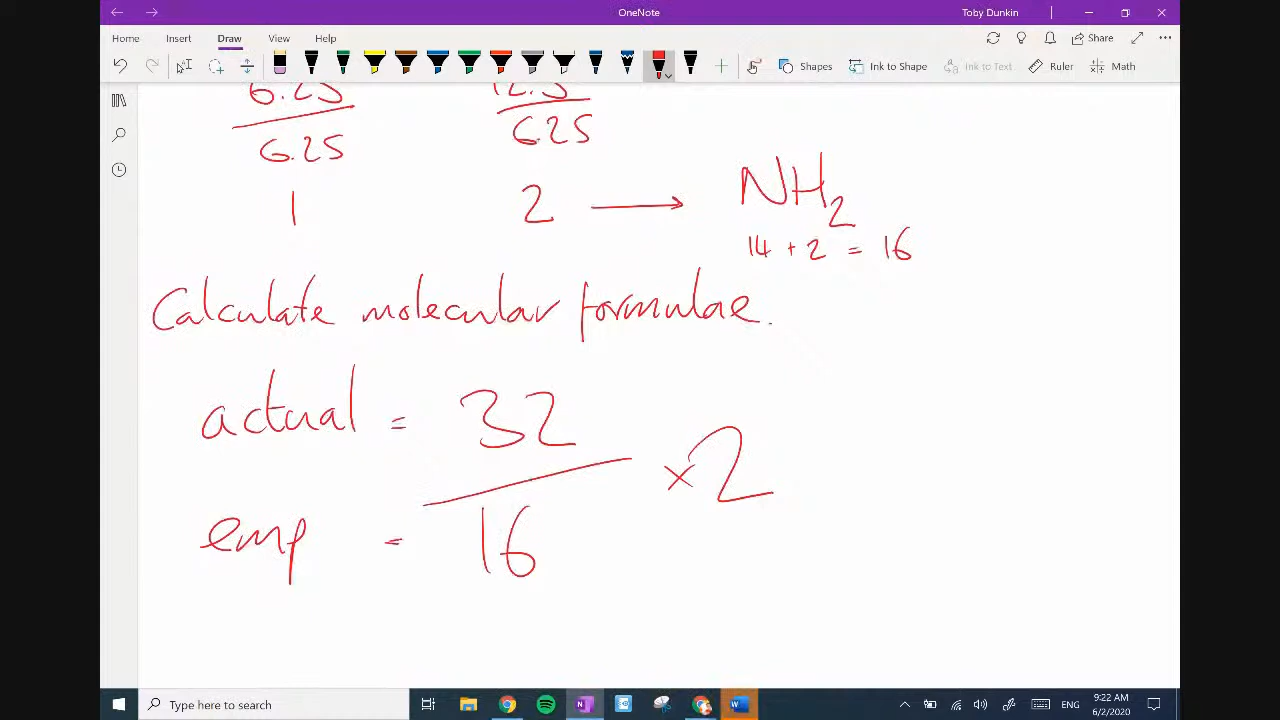 OneNote
Toby Dunkin
Home Insert Draw View Help
Share
Shapes Ink to Shape Ink to Text Ruler Math
6.25 12.5
6.25 6.25
1 2 → NH₂
14 + 2 = 16
Calculate molecular formulae.
actual = 32
×2
emp = 16
Type here to search
9:22 AM
6/2/2020